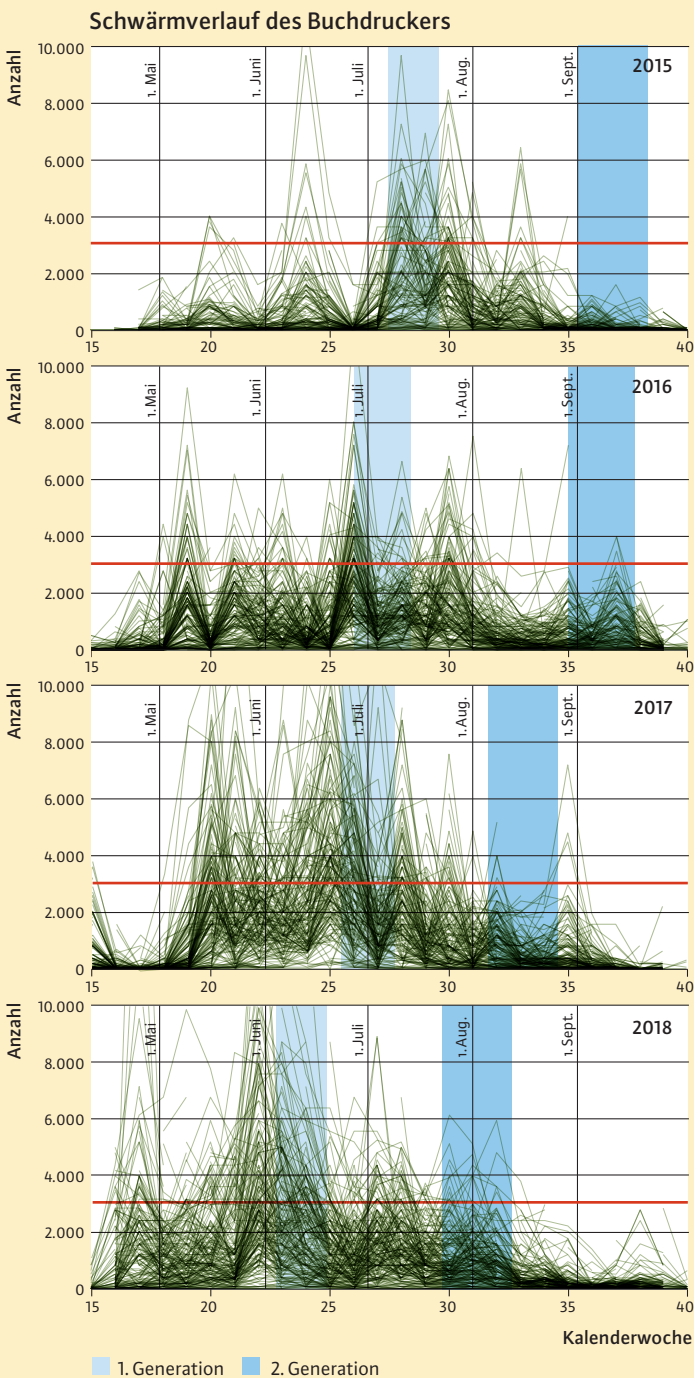 Schwärmverlauf des Buchdruckers
Anzahl
10.000
8.000
6.000
4.000
2.000
0
1. Mai
1. Juni
1. Juli
1. Aug.
1. Sept.
2015
15 20 25 30 35 40
Anzahl
10.000
8.000
6.000
4.000
2.000
0
1. Mai
1. Juni
1. Juli
1. Aug.
1. Sept.
2016
15 20 25 30 35 40
Anzahl
10.000
8.000
6.000
4.000
2.000
0
1. Mai
1. Juni
1. Juli
1. Aug.
1. Sept.
2017
15 20 25 30 35 40
Anzahl
10.000
8.000
6.000
4.000
2.000
0
1. Mai
1. Juni
1. Juli
1. Aug.
1. Sept.
2018
15 20 25 30 35 40
Kalenderwoche
1. Generation 2. Generation